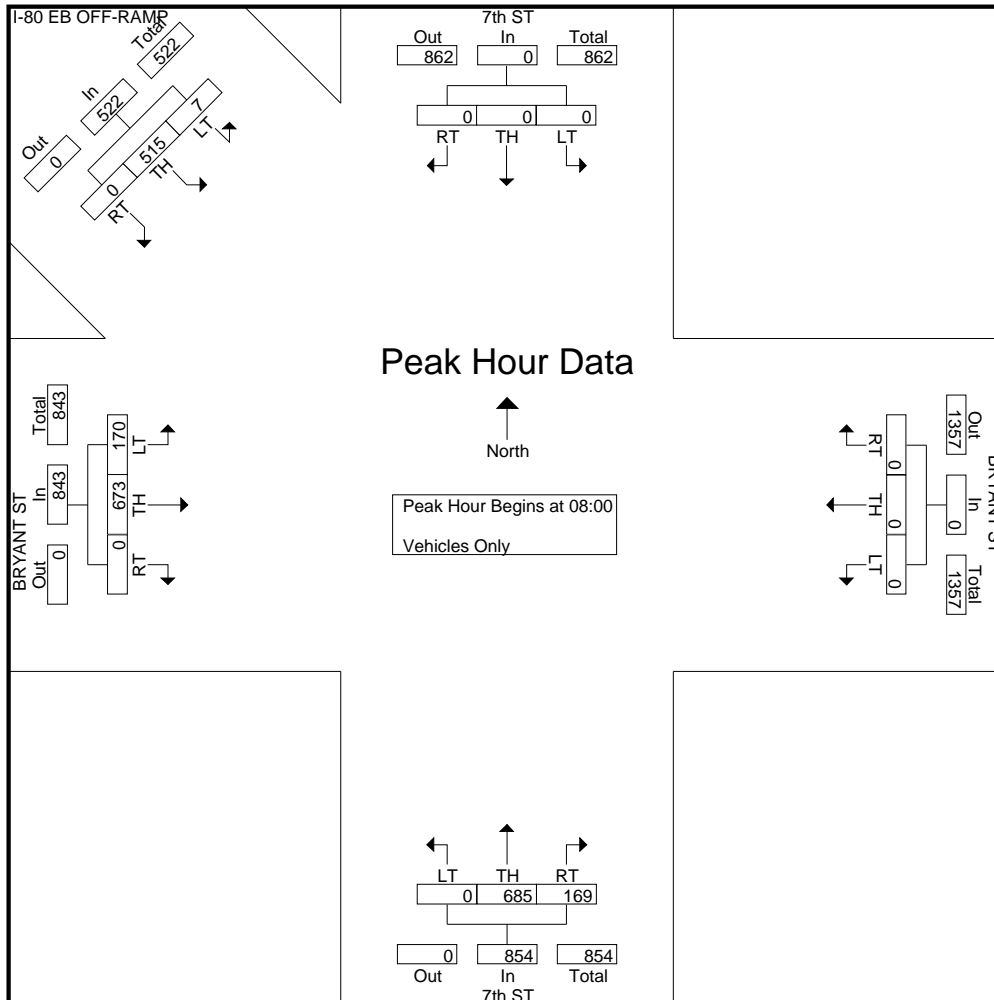 I-80 EB OFF-RAMP
Total
522
In
522
Out
0
7
515
0
LT
TH
RT
7th ST
Out In Total
862 0 862
0 0 0
RT TH LT
Peak Hour Data
North
Peak Hour Begins at 08:00
Vehicles Only
BRYANT ST
Total In Out
843 843 0
170 673 0
LT TH RT
BRYANT ST
Out In Total
1357 0 1357
0 0 0
RT TH LT
LT TH RT
0 685 169
0 854 854
Out In Total
7th ST